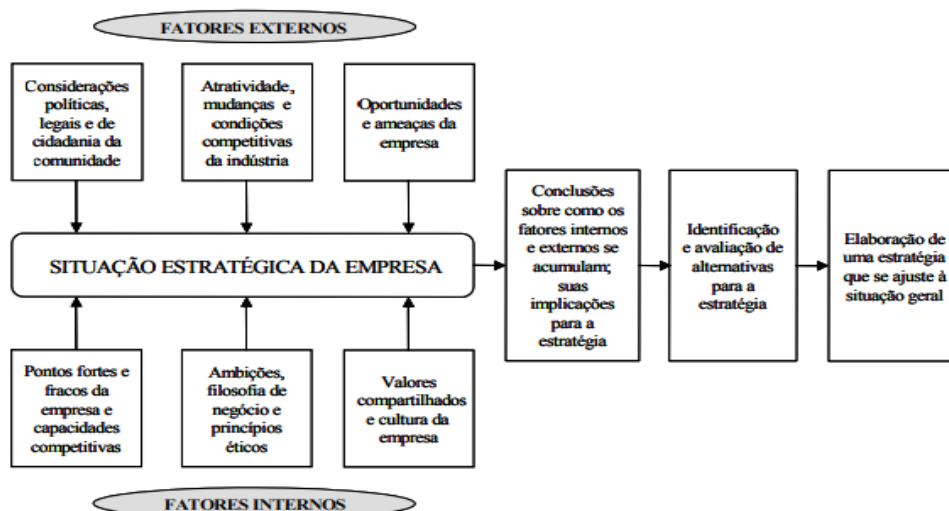 FATORES EXTERNOS
Considerações
políticas,
legais e de
cidadania da
comunidade
Atratividade,
mudanças e
condições
competitivas
da indústria
Oportunidades
e ameaças da
empresa
SITUAÇÃO ESTRATÉGICA DA EMPRESA
Conclusões
sobre como os
fatores internos
e externos se
acumulam;
suas
implicações
para a
estratégia
Identificação
e avaliação de
alternativas
para a
estratégia
Elaboração de
uma estratégia
que se ajuste à
situação geral
Pontos fortes e
fracos da
empresa e
capacidades
competitivas
Ambições,
filosofia de
negócio e
princípios
éticos
Valores
compartilhados
e cultura da
empresa
FATORES INTERNOS